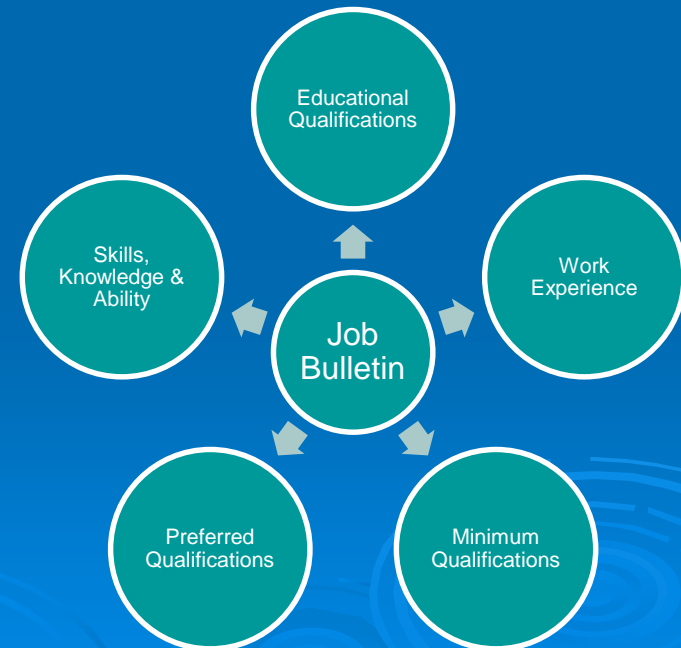 Educational
Qualifications
Skills,
Knowledge &
Ability
Work
Experience
Job
Bulletin
Preferred
Qualifications
Minimum
Qualifications